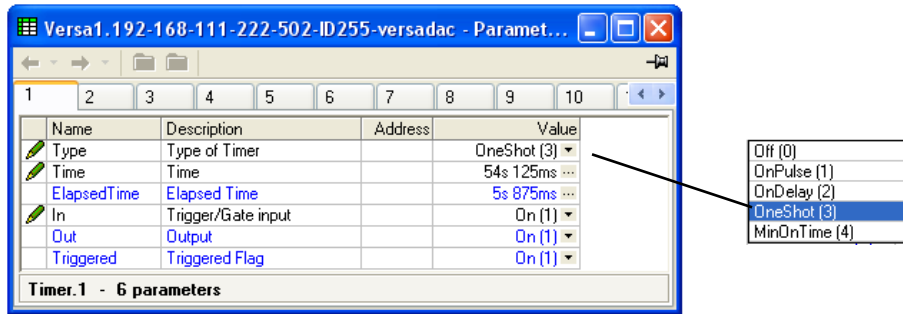 Versa1.192-168-111-222-502-ID255-versadac - Paramet...
1 2 3 4 5 6 7 8 9 10
Name Description Address Value
Type Type of Timer OneShot (3)
Time Time 54s 125ms ...
ElapsedTime Elapsed Time 5s 875ms ...
In Trigger/Gate input On (1)
Out Output On (1)
Triggered Triggered Flag On (1)
Timer.1 - 6 parameters
Off (0)
OnPulse (1)
OnDelay (2)
OneShot (3)
MinOnTime (4)